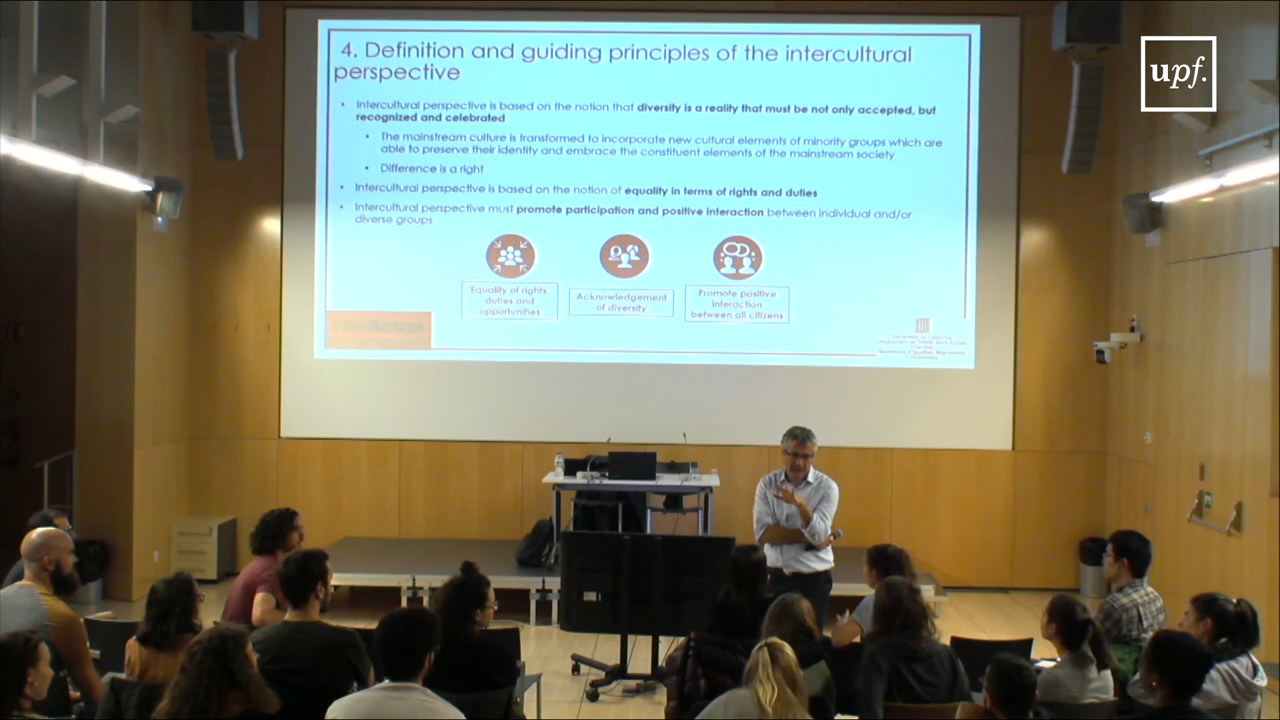 upf.
4. Definition and guiding principles of the intercultural
perspective
• Intercultural perspective is based on the notion that diversity is a reality that must be not only accepted, but
recognized and celebrated
• The mainstream culture is transformed to incorporate new cultural elements of minority groups which are
able to preserve their identity and embrace the constituent elements of the mainstream society
• Difference is a right
• Intercultural perspective is based on the notion of equality in terms of rights and duties
• Intercultural perspective must promote participation and positive interaction between individual and/or
diverse groups
Equality of rights,
duties and
opportunities
Acknowledgement
of diversity
Promote positive
interaction
between all citizens
Generalitat de Catalunya